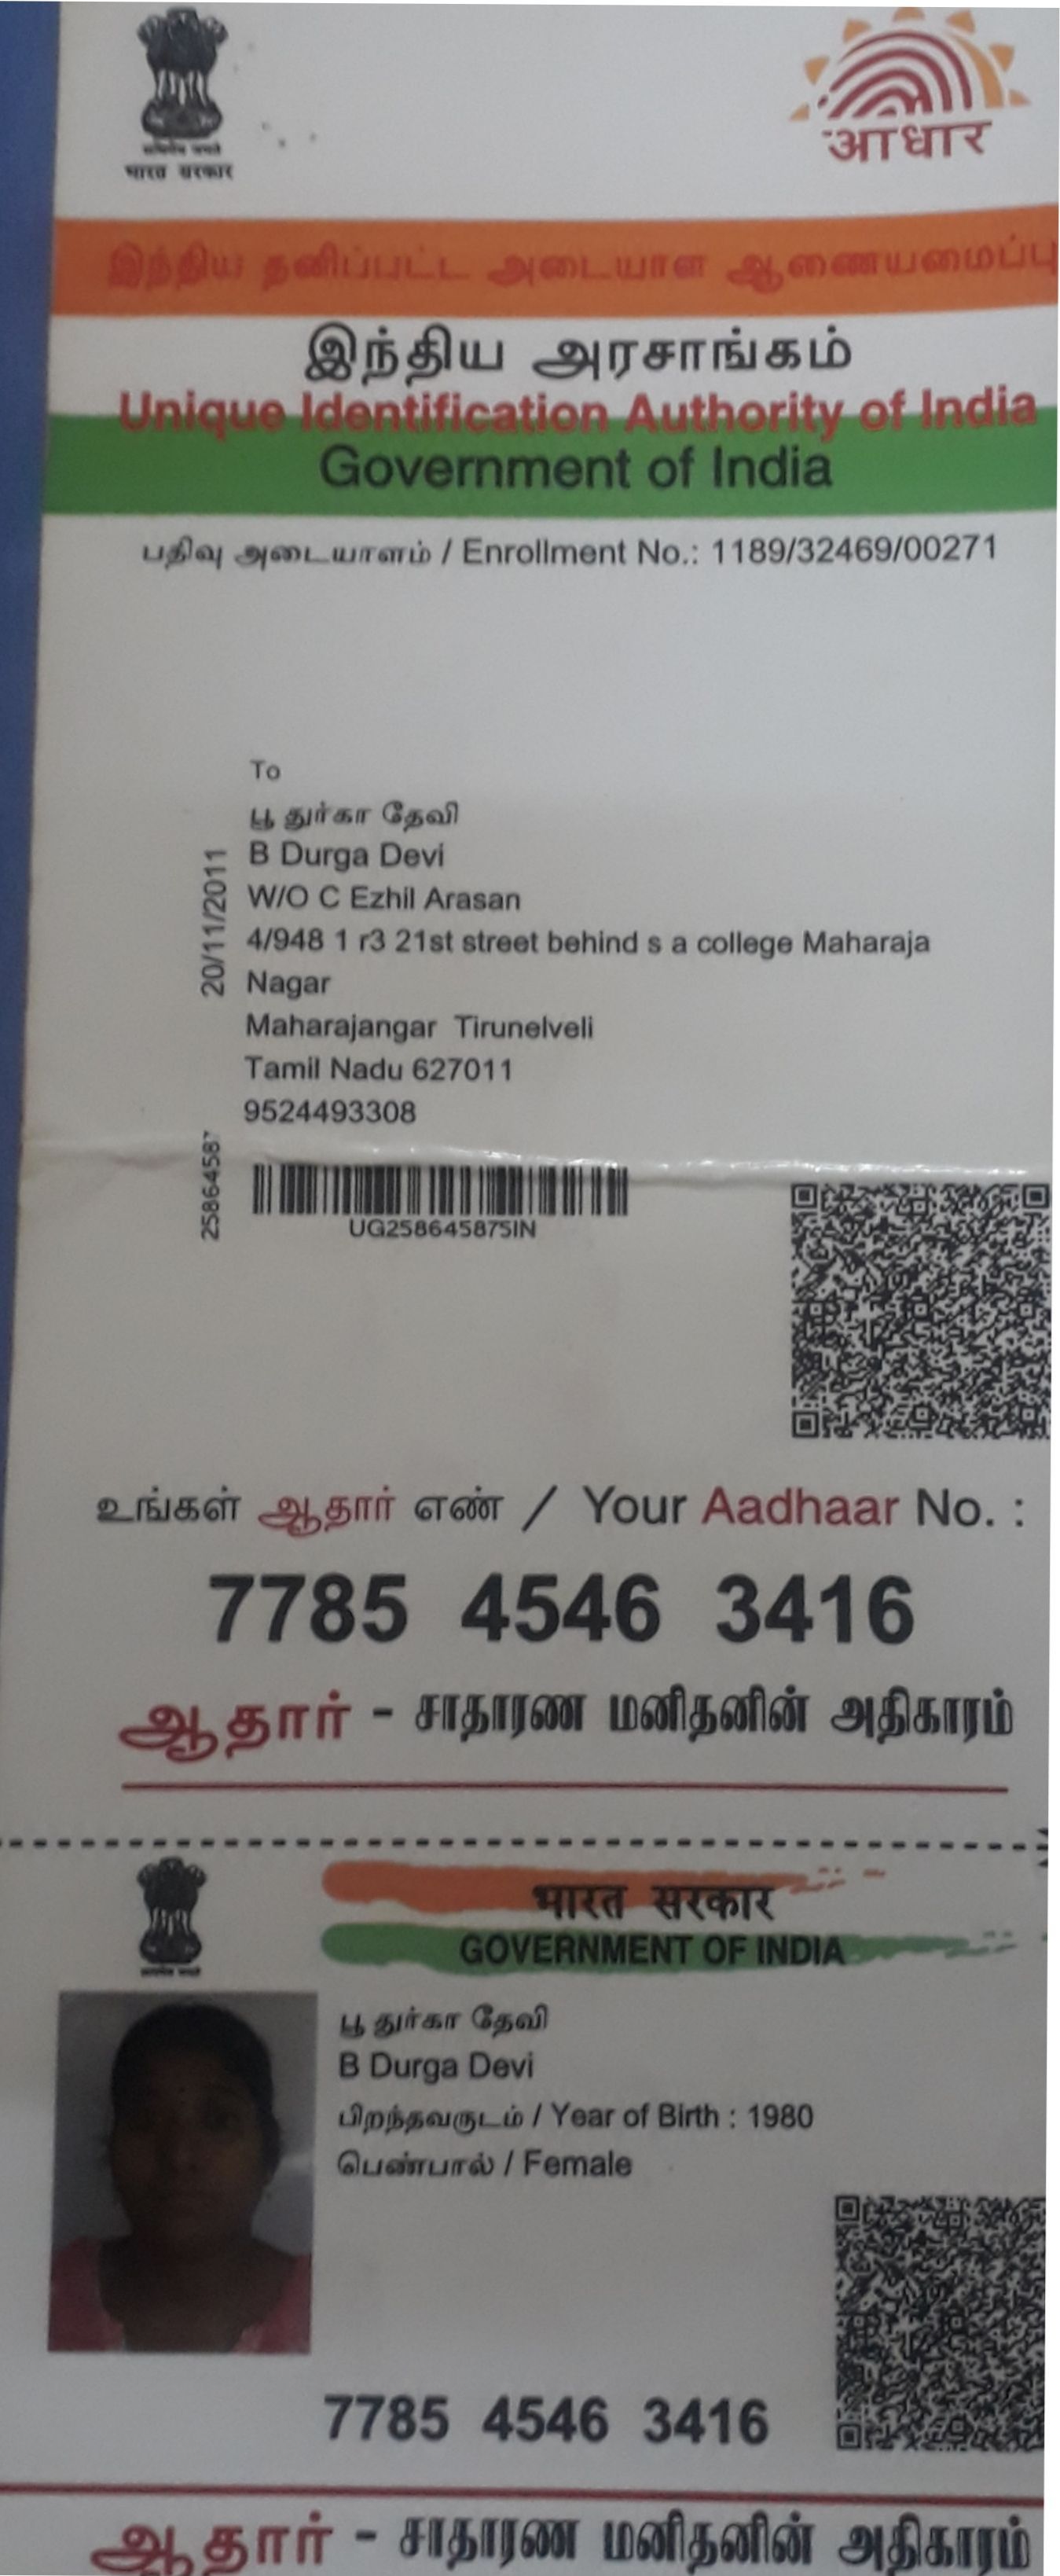 भारत सरकार
आधार
இந்திய தனிப்பட்ட அடையாள ஆணையமைப்பு
இந்திய அரசாங்கம்
Unique Identification Authority of India
Government of India
பதிவு அடையாளம் / Enrollment No.: 1189/32469/00271
To
பூ துர்கா தேவி
B Durga Devi
W/O C Ezhil Arasan
4/948 1 r3 21st street behind s a college Maharaja
Nagar
Maharajangar Tirunelveli
Tamil Nadu 627011
9524493308
20/11/2011
UG258645875IN
உங்கள் ஆதார் எண் / Your Aadhaar No. :
7785 4546 3416
ஆதார் - சாதாரண மனிதனின் அதிகாரம்
भारत सरकार
GOVERNMENT OF INDIA
பூ துர்கா தேவி
B Durga Devi
பிறந்தவருடம் / Year of Birth : 1980
பெண்பால் / Female
7785 4546 3416
ஆதார் - சாதாரண மனிதனின் அதிகாரம்